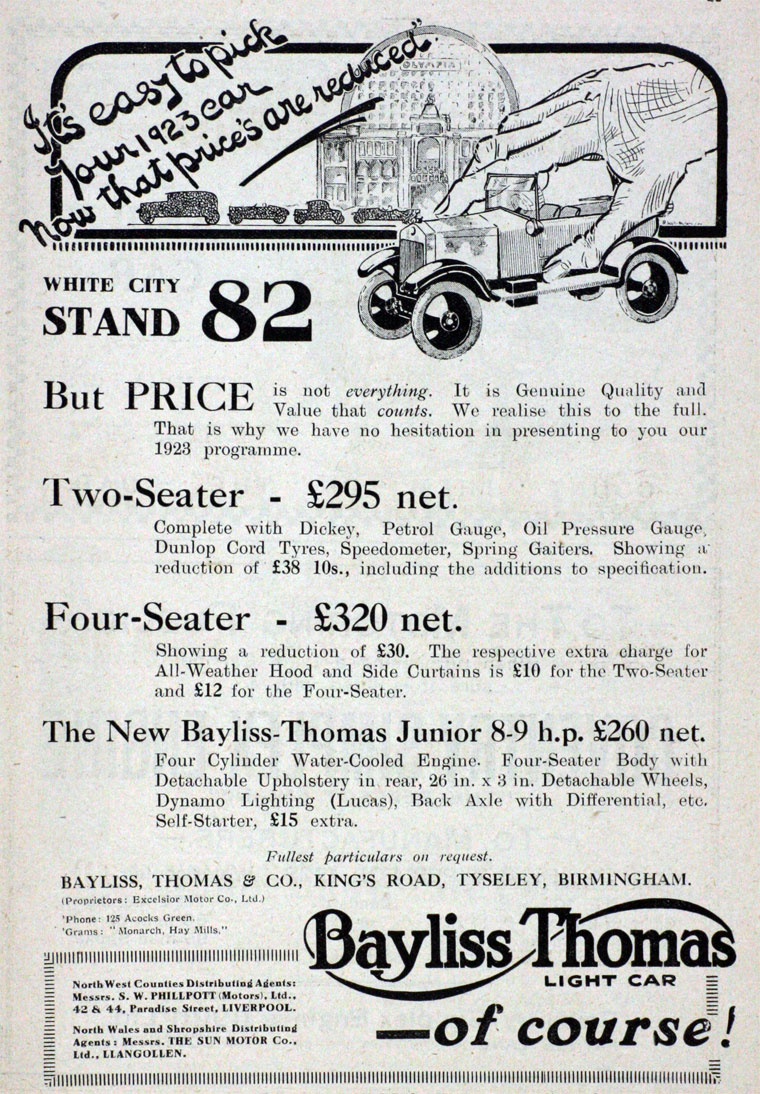 "It's easy to pick
your 1923 car
now that price's are reduced"
OLYMPIA
WHITE CITY
STAND 82
But PRICE is not everything. It is Genuine Quality and
Value that counts. We realise this to the full.
That is why we have no hesitation in presenting to you our
1923 programme.
Two-Seater - £295 net.
Complete with Dickey, Petrol Gauge, Oil Pressure Gauge,
Dunlop Cord Tyres, Speedometer, Spring Gaiters. Showing a
reduction of £38 10s., including the additions to specification.
Four-Seater - £320 net.
Showing a reduction of £30. The respective extra charge for
All-Weather Hood and Side Curtains is £10 for the Two-Seater
and £12 for the Four-Seater.
The New Bayliss-Thomas Junior 8-9 h.p. £260 net.
Four Cylinder Water-Cooled Engine. Four-Seater Body with
Detachable Upholstery in rear, 26 in. x 3 in. Detachable Wheels,
Dynamo Lighting (Lucas), Back Axle with Differential, etc.
Self-Starter, £15 extra.
Fullest particulars on request.
BAYLISS, THOMAS & CO., KING'S ROAD, TYSELEY, BIRMINGHAM.
(Proprietors: Excelsior Motor Co., Ltd.)
'Phone: 125 Acocks Green.
'Grams: "Monarch, Hay Mills."
Bayliss Thomas
LIGHT CAR
—of course!
North West Counties Distributing Agents:
Messrs. S. W. PHILLPOTT (Motors), Ltd.,
42 & 44, Paradise Street, LIVERPOOL.
North Wales and Shropshire Distributing
Agents: Messrs. THE SUN MOTOR Co.,
Ltd., LLANGOLLEN.